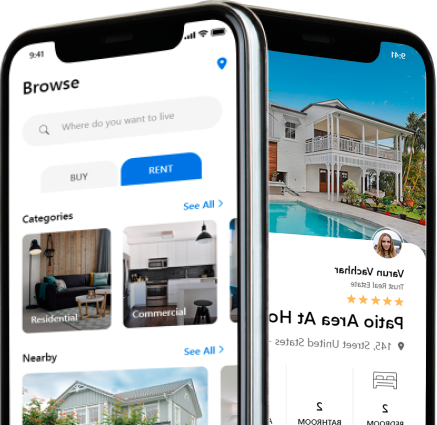 9:41
Browse
Where do you want to live
BUY
RENT
See All >
Categories
Residential
Commercial
See All >
Nearby
9:41
Varun Vachhar
Trust Real Estate
Patio Area At Ho
145, Street United States -
2
BEDROOM
2
BATHROOM